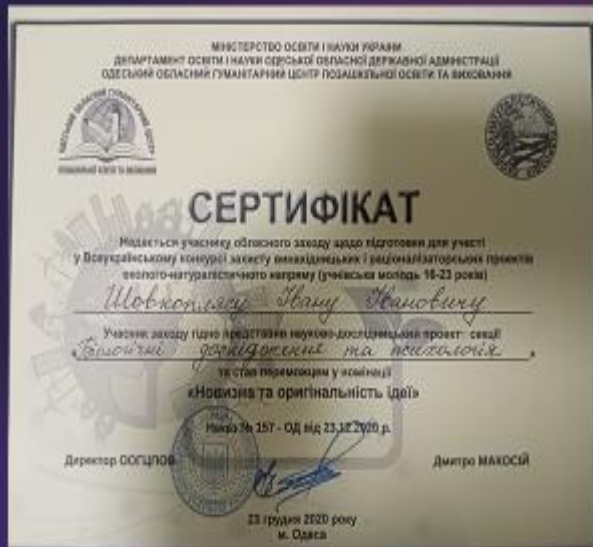 МІНІСТЕРСТВО ОСВІТИ І НАУКИ УКРАЇНИ
ДЕПАРТАМЕНТ ОСВІТИ І НАУКИ ОДЕСЬКОЇ ОБЛАСНОЇ ДЕРЖАВНОЇ АДМІНІСТРАЦІЇ
ОДЕСЬКИЙ ОБЛАСНИЙ ГУМАНІТАРНИЙ ЦЕНТР ПОЗАШКІЛЬНОЇ ОСВІТИ ТА ВИХОВАННЯ
СЕРТИФІКАТ
Надається учаснику обласного заходу щодо підготовки для участі
у Всеукраїнському конкурсі захисту винахідницьких і раціоналізаторських проектів
еколого-натуралістичного напряму (учнівська молодь 16-23 років)
Шовкоплясу Івану Івановичу
Учасник заходу гідно представив науково-дослідницький проект секції
«Біологічні дослідження та психологія»
та став переможцем у номінації
«Новизна та оригінальність ідеї»
Наказ № 157 - ОД від 23.12.2020 р.
Директор ООГЦПОВ
Дмитро МАКОСІЙ
23 грудня 2020 року
м. Одеса